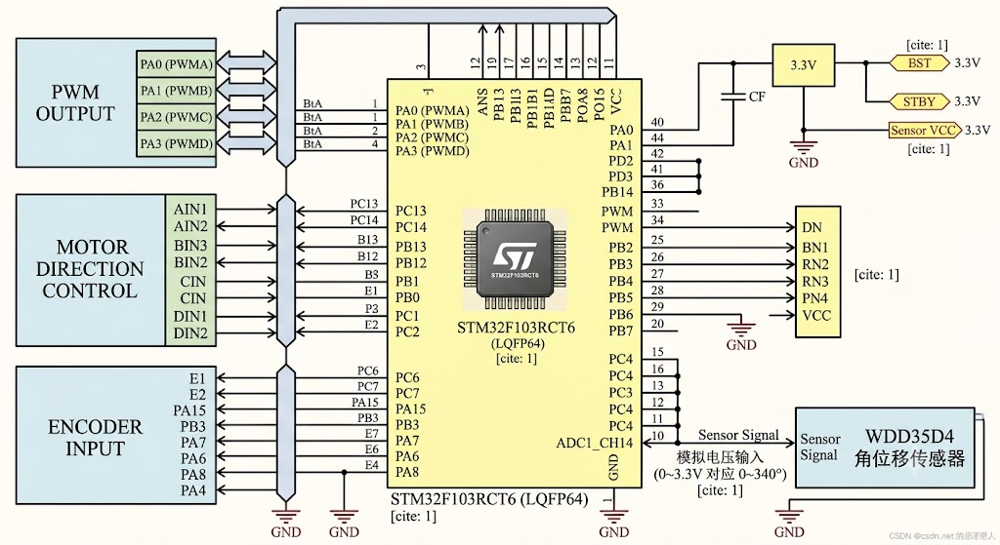 PWM
OUTPUT
PA0 (PWMA)
PA1 (PWMB)
PA2 (PWMC)
PA3 (PWMD)
MOTOR
DIRECTION
CONTROL
AIN1
AIN2
BIN3
BIN2
CIN
CIN
DIN1
DIN2
ENCODER
INPUT
E1
E2
PA15
PB3
PA7
PA6
PA8
PA4
GND
GND
BtA 1
BtA 1
BtA 2
BtA 4
PC13
PC14
B13
B12
B8
E1
P3
E2
PC6
PC7
PA15
PB3
E7
E6
E4
3
12
19
17
16
15
14
13
12
11
ANS
PB13
PB1I3
PB1B1
PB1ID
PBB7
POA8
PO16
VCC
PA0 (PWMA)
PA1 (PWMB)
PA2 (PWMC)
PA3 (PWMD)
PC13
PC14
PB13
PB12
PB1
PB0
PC1
PC2
PC6
PC7
PA15
PB3
PA7
PA6
PA8
STM32F103RCT6
STM32F103RCT6
(LQFP64)
[cite: 1]
PA0 40
PA1 44
PD2 42
PD3 41
PB14 36
PWM 33
PWM 34
PB2 25
PB3 26
PB4 27
PB5 28
PB6 29
PB7 20
PC4 15
PC4 16
PC3 13
PC4 12
PC4 11
ADC1_CH14 10
GND
1
GND
STM32F103RCT6 (LQFP64)
[cite: 1]
CF
3.3V
GND
[cite: 1]
BST 3.3V
STBY 3.3V
Sensor VCC 3.3V
[cite: 1]
DN
BN1
RN2
RN3
PN4
VCC
[cite: 1]
GND
Sensor Signal
模拟电压输入
(0~3.3V 对应 0~340°)
[cite: 1]
Sensor
Signal
WDD35D4
角位移传感器
GND